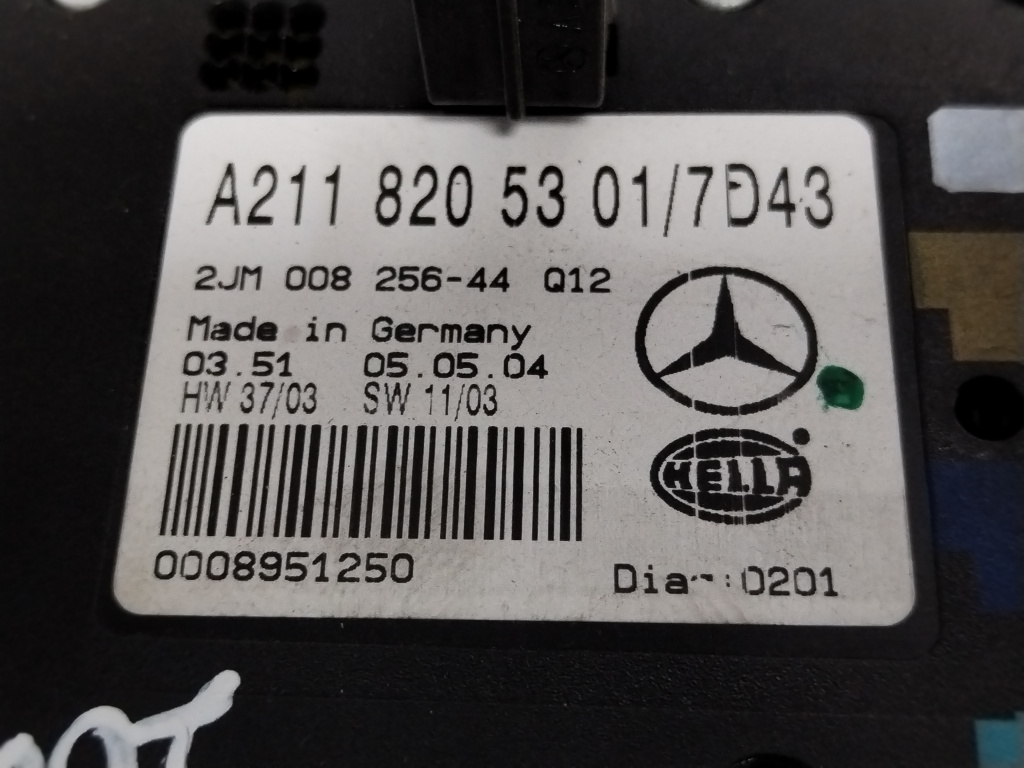 A211 820 53 01/7D43
2JM 008 256-44 Q12
Made in Germany
03.51 05.05.04
HW 37/03 SW 11/03
HELLA
0008951250
0201